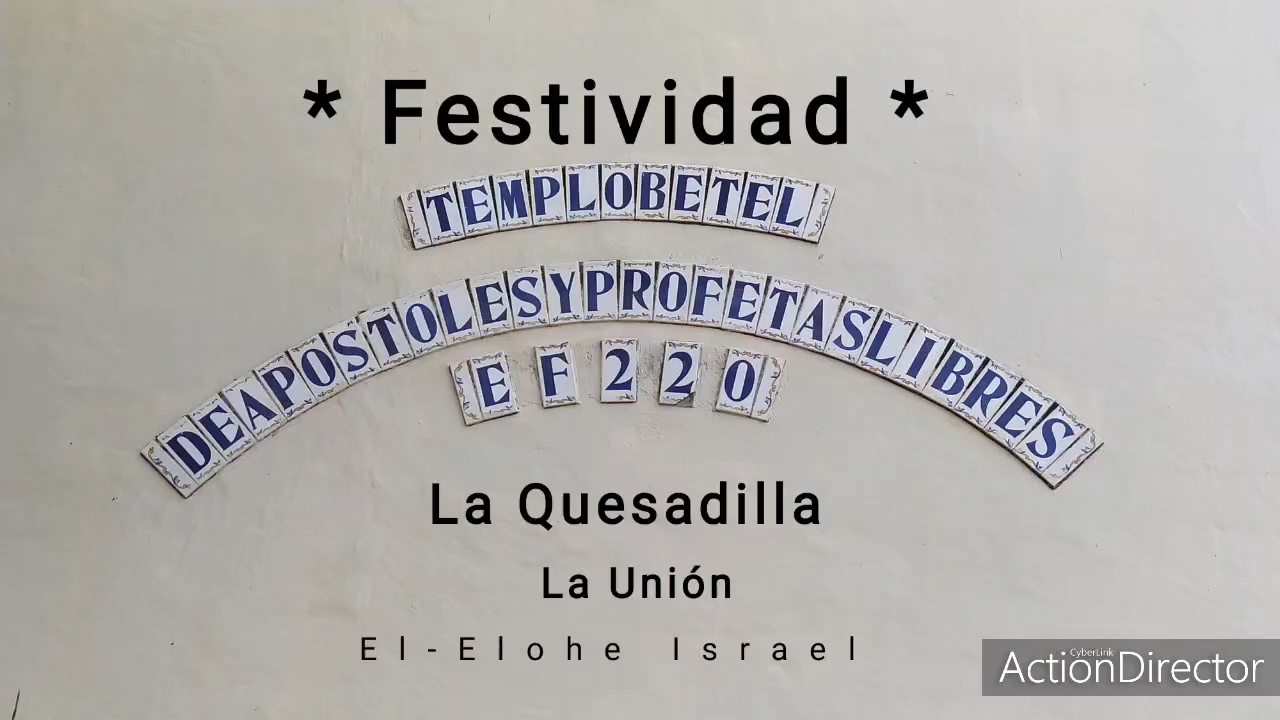 * Festividad *
TEMPLOBETEL
DEAPOSTOLESYPROFETASLIBRES
EF220
La Quesadilla
La Unión
El-Elohe Israel
CyberLink
ActionDirector